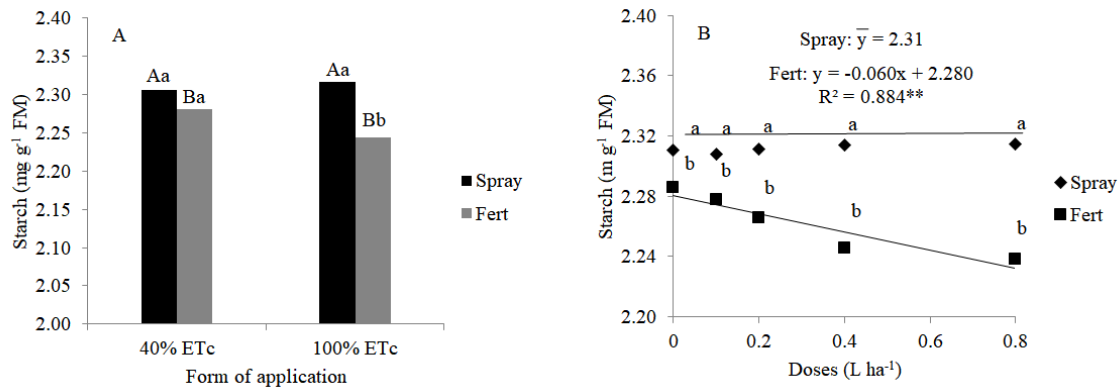 A
Starch (mg g⁻¹ FM)
2.40
2.35
2.30
2.25
2.20
2.15
2.10
2.05
2.00
Aa
Ba
Aa
Bb
40% ETc
100% ETc
Form of application
Spray
Fert
B
Spray: y̅ = 2.31
Fert: y = -0.060x + 2.280
R² = 0.884**
Starch (m g⁻¹ FM)
2.40
2.36
2.32
2.28
2.24
2.20
a a a a a
b b b b b
0 0.1 0.2 0.4 0.8
Doses (L ha⁻¹)
Spray
Fert